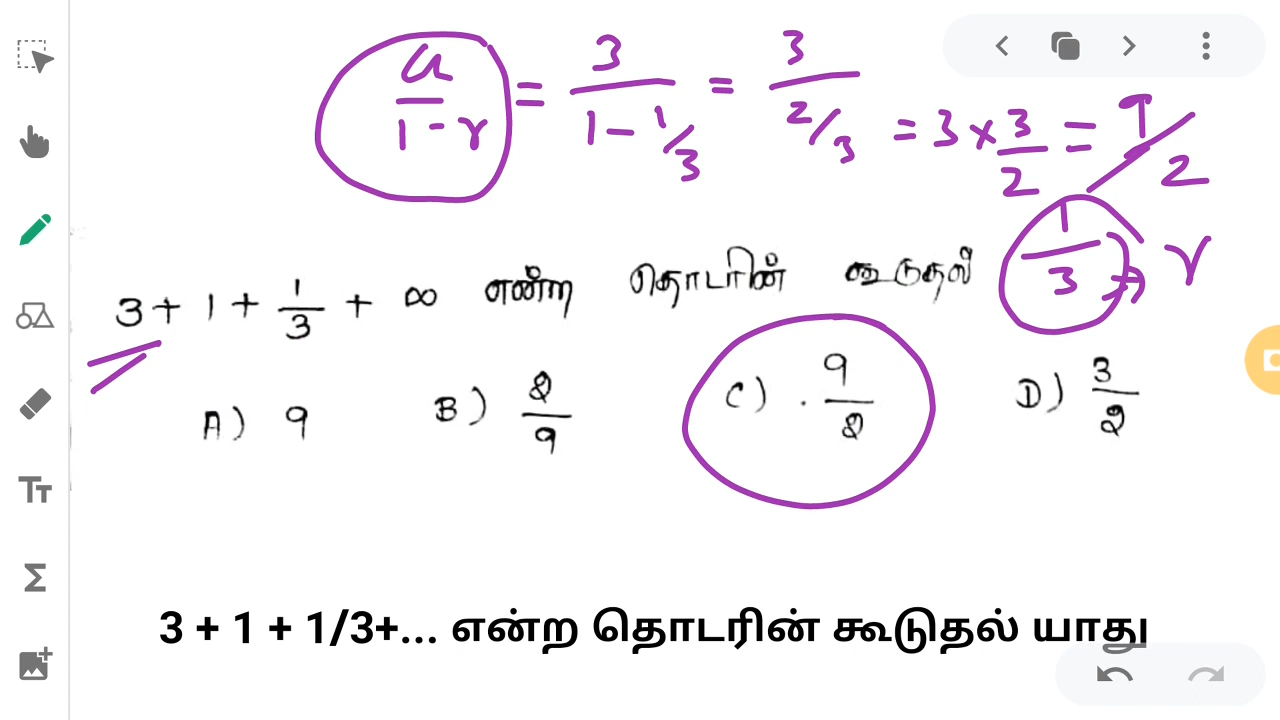 a/1-r = 3/1-1/3 = 3/2/3 = 3×3/2 = 9/2
1/3 ⇒ r
3 + 1 + 1/3 + ∞ என்ற தொடரின் கூடுதல்
A) 9 B) 2/9 C) 9/2 D) 3/2
3 + 1 + 1/3+... என்ற தொடரின் கூடுதல் யாது
Tт
Σ